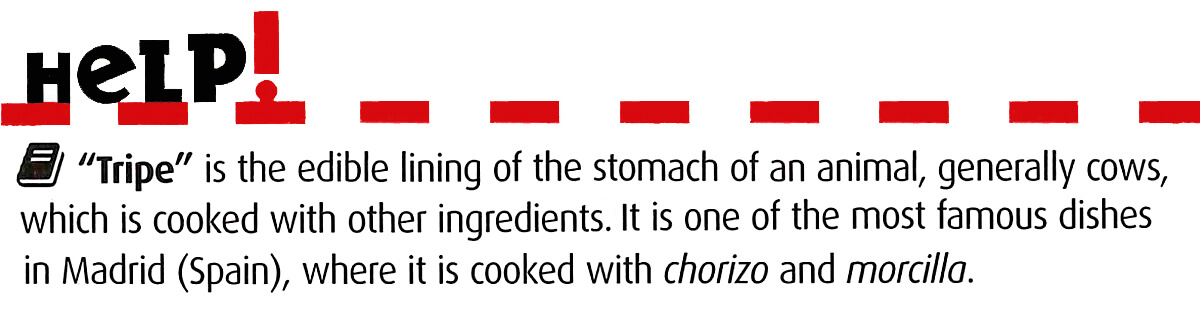 HeLP!
“Tripe” is the edible lining of the stomach of an animal, generally cows,
which is cooked with other ingredients. It is one of the most famous dishes
in Madrid (Spain), where it is cooked with chorizo and morcilla.